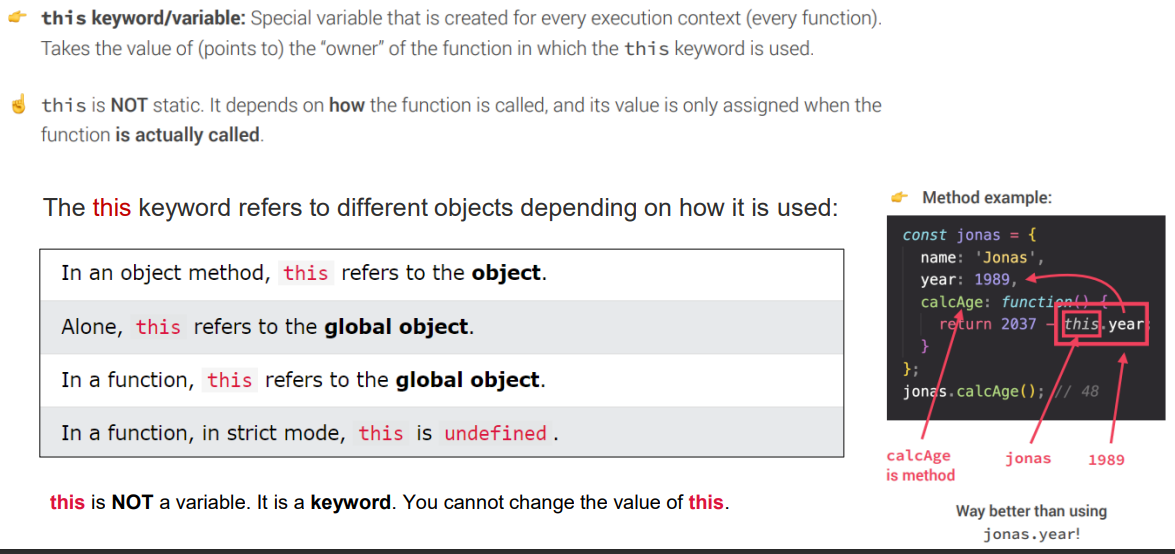 this keyword/variable: Special variable that is created for every execution context (every function).
Takes the value of (points to) the “owner” of the function in which the this keyword is used.
this is NOT static. It depends on how the function is called, and its value is only assigned when the
function is actually called.
The this keyword refers to different objects depending on how it is used:
In an object method, this refers to the object.
Alone, this refers to the global object.
In a function, this refers to the global object.
In a function, in strict mode, this is undefined .
this is NOT a variable. It is a keyword. You cannot change the value of this.
Method example:
const jonas = {
name: 'Jonas',
year: 1989,
calcAge: function() {
return 2037 - this.year;
}
};
jonas.calcAge(); // 48
calcAge
is method
jonas
1989
Way better than using
jonas.year!